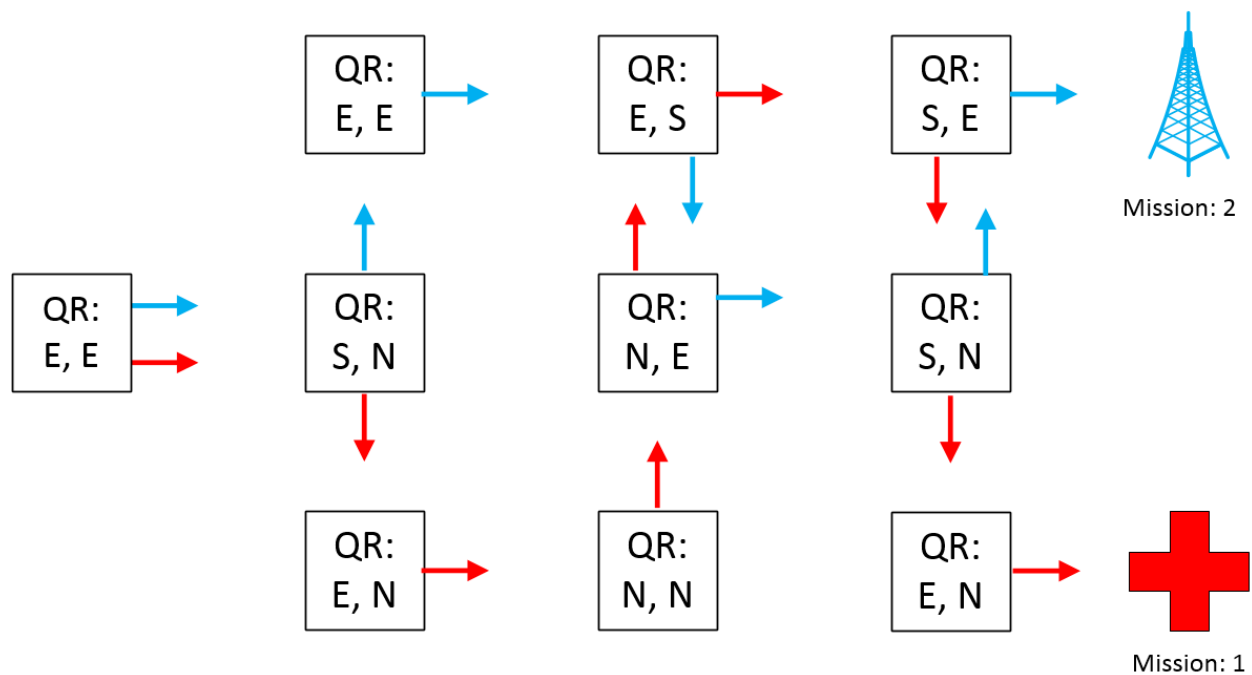 QR:
E, E
QR:
E, S
QR:
S, E
Mission: 2
QR:
E, E
QR:
S, N
QR:
N, E
QR:
S, N
QR:
E, N
QR:
N, N
QR:
E, N
Mission: 1